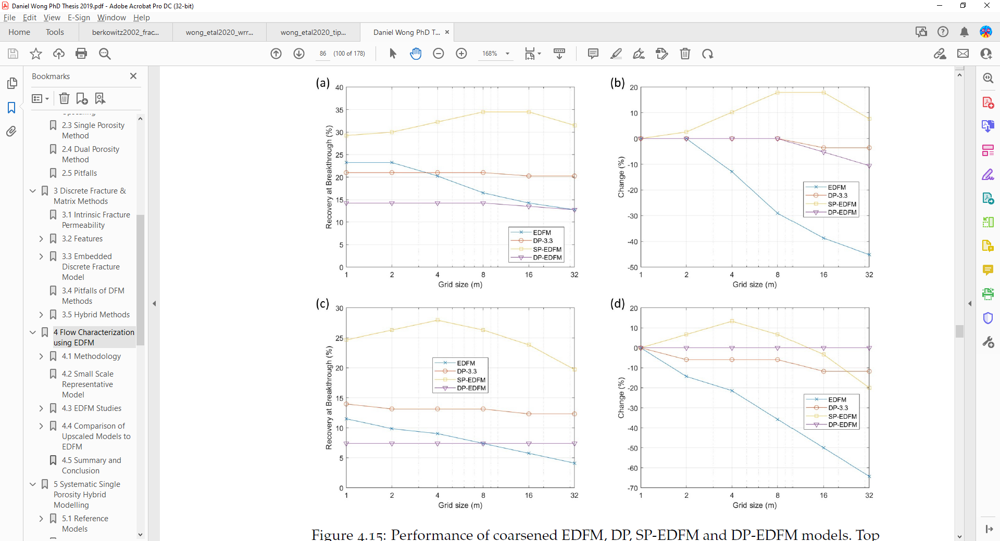 Daniel Wong PhD Thesis 2019.pdf - Adobe Acrobat Pro DC (32-bit)
File Edit View E-Sign Window Help
Home Tools berkowitz2002_frac... wong_etal2020_wrr... wong_etal2020_tip... Daniel Wong PhD T... ×
86 (100 of 178) 168%
Bookmarks
2.3 Single Porosity
Method
2.4 Dual Porosity
Method
2.5 Pitfalls
3 Discrete Fracture &
Matrix Methods
3.1 Intrinsic Fracture
Permeability
3.2 Features
3.3 Embedded
Discrete Fracture
Model
3.4 Pitfalls of DFM
Methods
3.5 Hybrid Methods
4 Flow Characterization
using EDFM
4.1 Methodology
4.2 Small Scale
Representative
Model
4.3 EDFM Studies
4.4 Comparison of
Upscaled Models to
EDFM
4.5 Summary and
Conclusion
5 Systematic Single
Porosity Hybrid
Modelling
5.1 Reference
Models
(a)
Recovery at Breakthrough (%)
40
35
30
25
20
15
10
5
0
EDFM
DP-3.3
SP-EDFM
DP-EDFM
1 2 4 8 16 32
Grid size (m)
(b)
Change (%)
20
10
0
-10
-20
-30
-40
-50
EDFM
DP-3.3
SP-EDFM
DP-EDFM
1 2 4 8 16 32
Grid size (m)
(c)
Recovery at Breakthrough (%)
30
25
20
15
10
5
0
EDFM
DP-3.3
SP-EDFM
DP-EDFM
1 2 4 8 16 32
Grid size (m)
(d)
Change (%)
20
10
0
-10
-20
-30
-40
-50
-60
-70
EDFM
DP-3.3
SP-EDFM
DP-EDFM
1 2 4 8 16 32
Grid size (m)
Figure 4.15: Performance of coarsened EDFM, DP, SP-EDFM and DP-EDFM models. Top